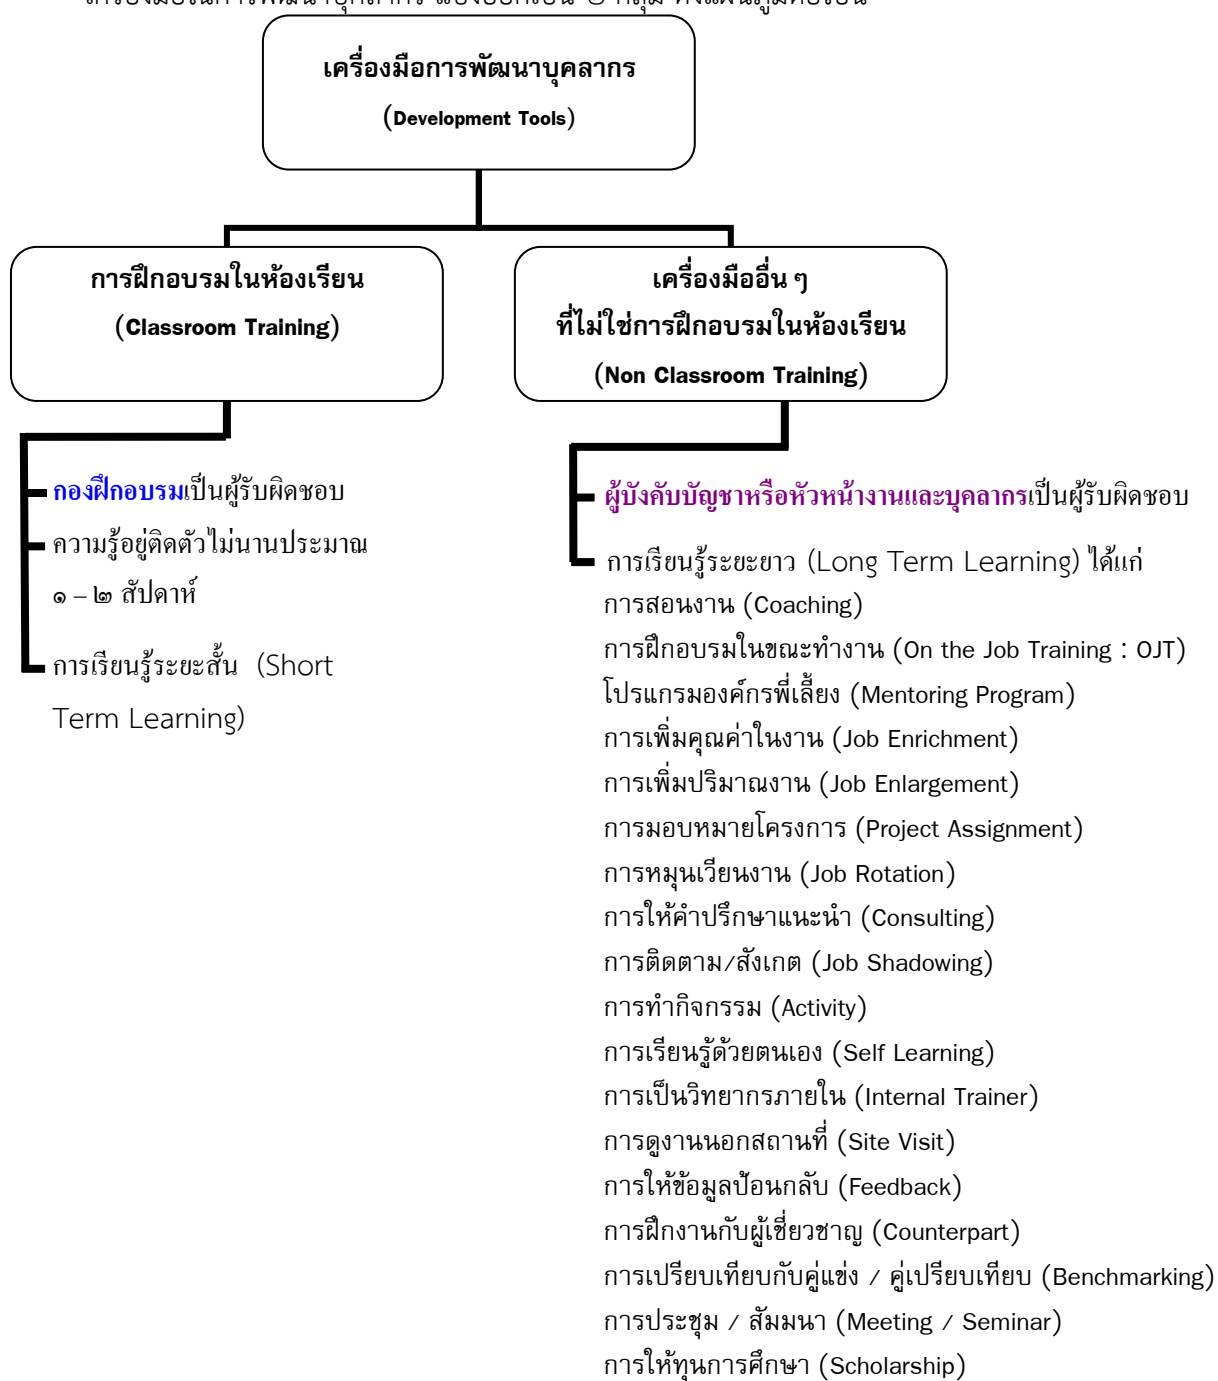 เครื่องมือการพัฒนาบุคลากร
(Development Tools)
การฝึกอบรมในห้องเรียน
(Classroom Training)
เครื่องมืออื่น ๆ
ที่ไม่ใช่การฝึกอบรมในห้องเรียน
(Non Classroom Training)
กองฝึกอบรมเป็นผู้รับผิดชอบ
ความรู้อยู่ติดตัวไม่นานประมาณ
๑ – ๒ สัปดาห์
การเรียนรู้ระยะสั้น (Short
Term Learning)
ผู้บังคับบัญชาหรือหัวหน้างานและบุคลากรเป็นผู้รับผิดชอบ
การเรียนรู้ระยะยาว (Long Term Learning) ได้แก่
การสอนงาน (Coaching)
การฝึกอบรมในขณะทำงาน (On the Job Training : OJT)
โปรแกรมองค์กรพี่เลี้ยง (Mentoring Program)
การเพิ่มคุณค่าในงาน (Job Enrichment)
การเพิ่มปริมาณงาน (Job Enlargement)
การมอบหมายโครงการ (Project Assignment)
การหมุนเวียนงาน (Job Rotation)
การให้คำปรึกษาแนะนำ (Consulting)
การติดตาม/สังเกต (Job Shadowing)
การทำกิจกรรม (Activity)
การเรียนรู้ด้วยตนเอง (Self Learning)
การเป็นวิทยากรภายใน (Internal Trainer)
การดูงานนอกสถานที่ (Site Visit)
การให้ข้อมูลป้อนกลับ (Feedback)
การฝึกงานกับผู้เชี่ยวชาญ (Counterpart)
การเปรียบเทียบกับคู่แข่ง / คู่เปรียบเทียบ (Benchmarking)
การประชุม / สัมมนา (Meeting / Seminar)
การให้ทุนการศึกษา (Scholarship)